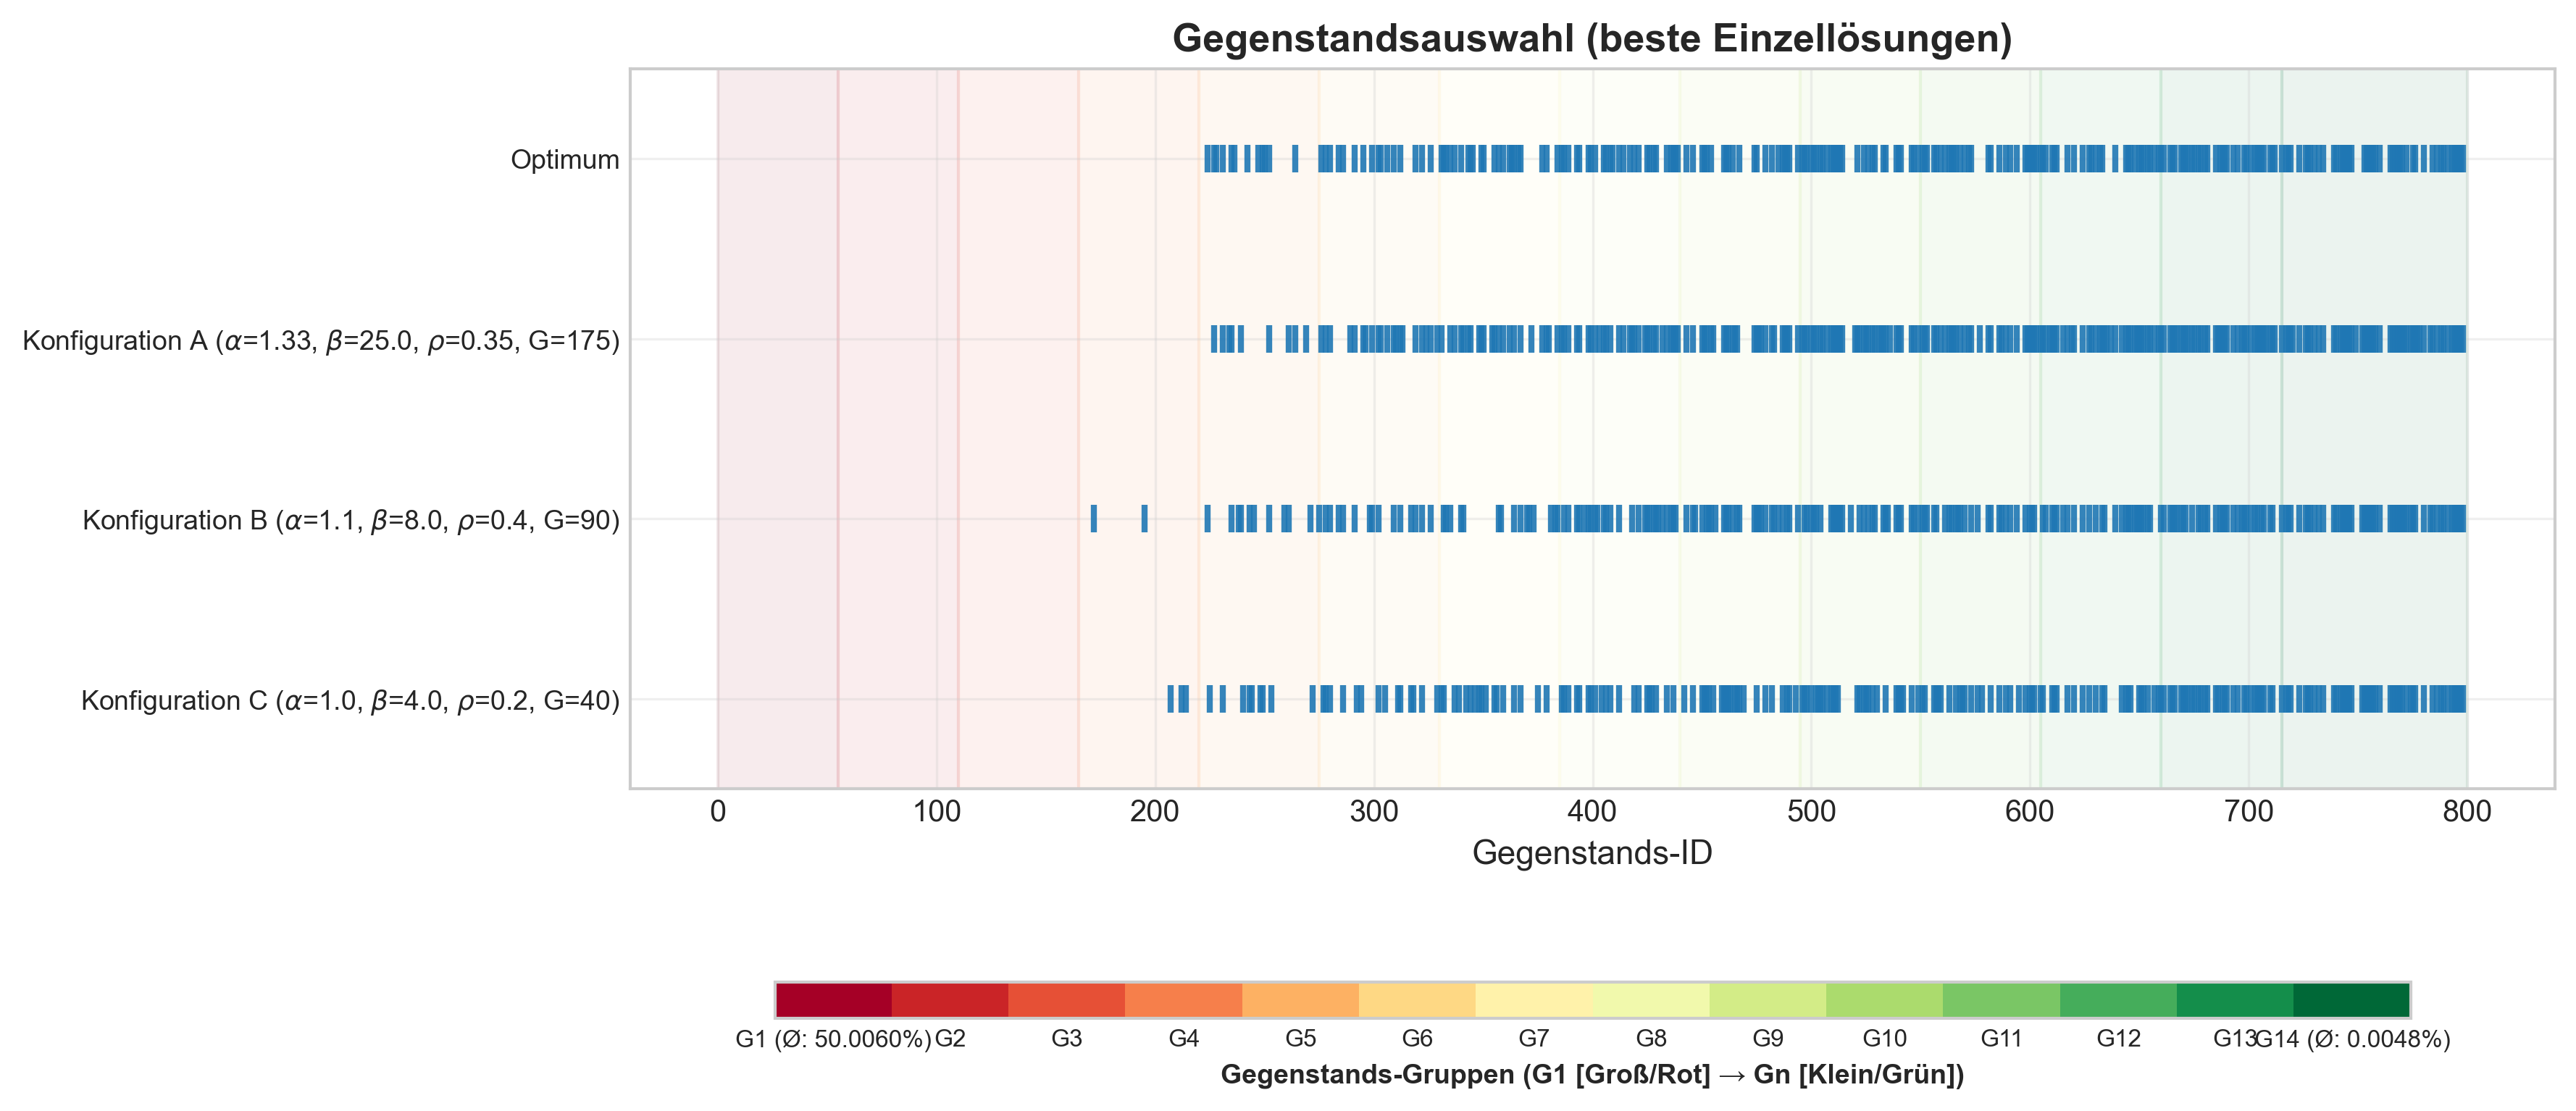 Gegenstandsauswahl (beste Einzellösungen)
Optimum
Konfiguration A (α=1.33, β=25.0, ρ=0.35, G=175)
Konfiguration B (α=1.1, β=8.0, ρ=0.4, G=90)
Konfiguration C (α=1.0, β=4.0, ρ=0.2, G=40)
0 100 200 300 400 500 600 700 800
Gegenstands-ID
G1 (Ø: 50.0060%) G2 G3 G4 G5 G6 G7 G8 G9 G10 G11 G12 G13 G14 (Ø: 0.0048%)
Gegenstands-Gruppen (G1 [Groß/Rot] → Gn [Klein/Grün])